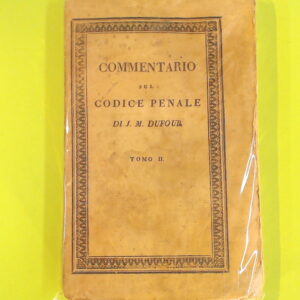 COMMENTARIO
SUL
CODICE PENALE
DI J. M. DUFOUR.
TOMO II.